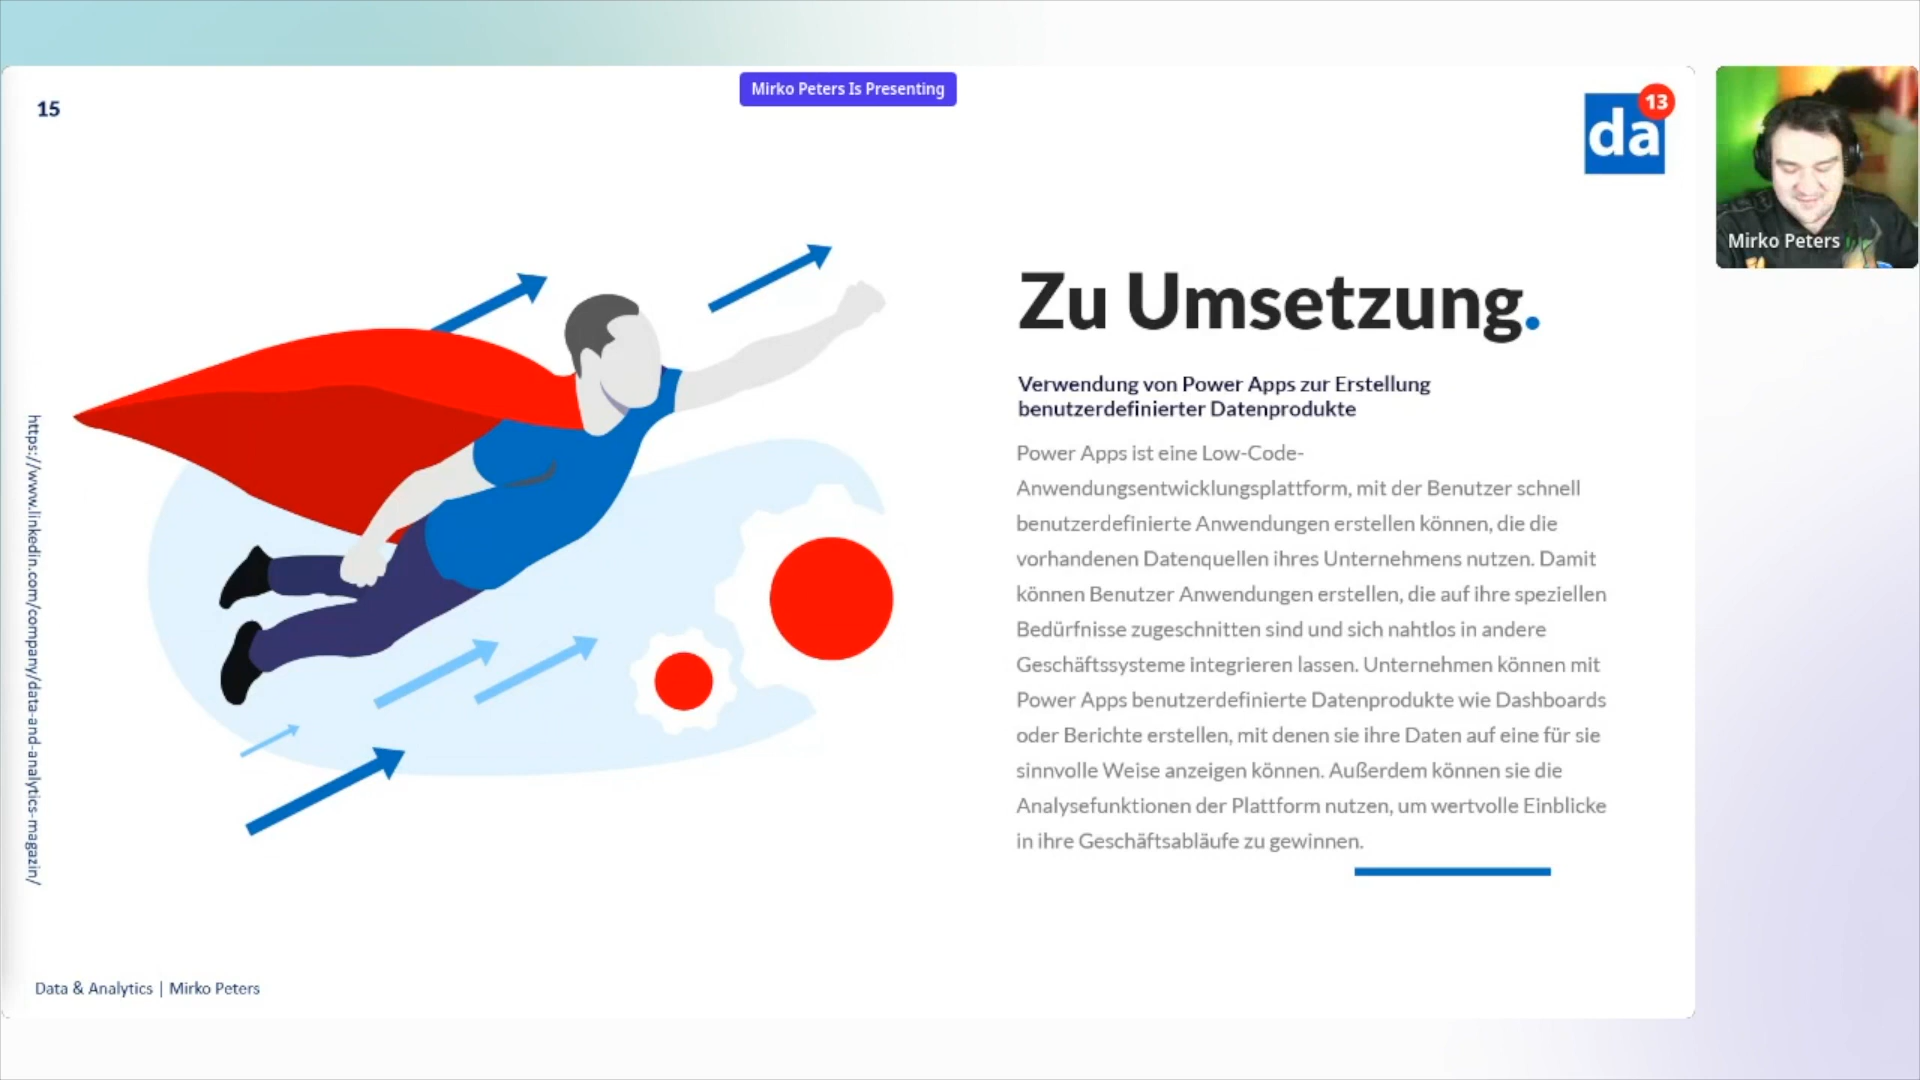 15
Mirko Peters Is Presenting
da
13
Mirko Peters
Zu Umsetzung.
Verwendung von Power Apps zur Erstellung
benutzerdefinierter Datenprodukte
Power Apps ist eine Low-Code-
Anwendungsentwicklungsplattform, mit der Benutzer schnell
benutzerdefinierte Anwendungen erstellen können, die die
vorhandenen Datenquellen ihres Unternehmens nutzen. Damit
können Benutzer Anwendungen erstellen, die auf ihre speziellen
Bedürfnisse zugeschnitten sind und sich nahtlos in andere
Geschäftssysteme integrieren lassen. Unternehmen können mit
Power Apps benutzerdefinierte Datenprodukte wie Dashboards
oder Berichte erstellen, mit denen sie ihre Daten auf eine für sie
sinnvolle Weise anzeigen können. Außerdem können sie die
Analysefunktionen der Plattform nutzen, um wertvolle Einblicke
in ihre Geschäftsabläufe zu gewinnen.
https://www.linkedin.com/company/data-and-analytics-magazin/
Data & Analytics | Mirko Peters